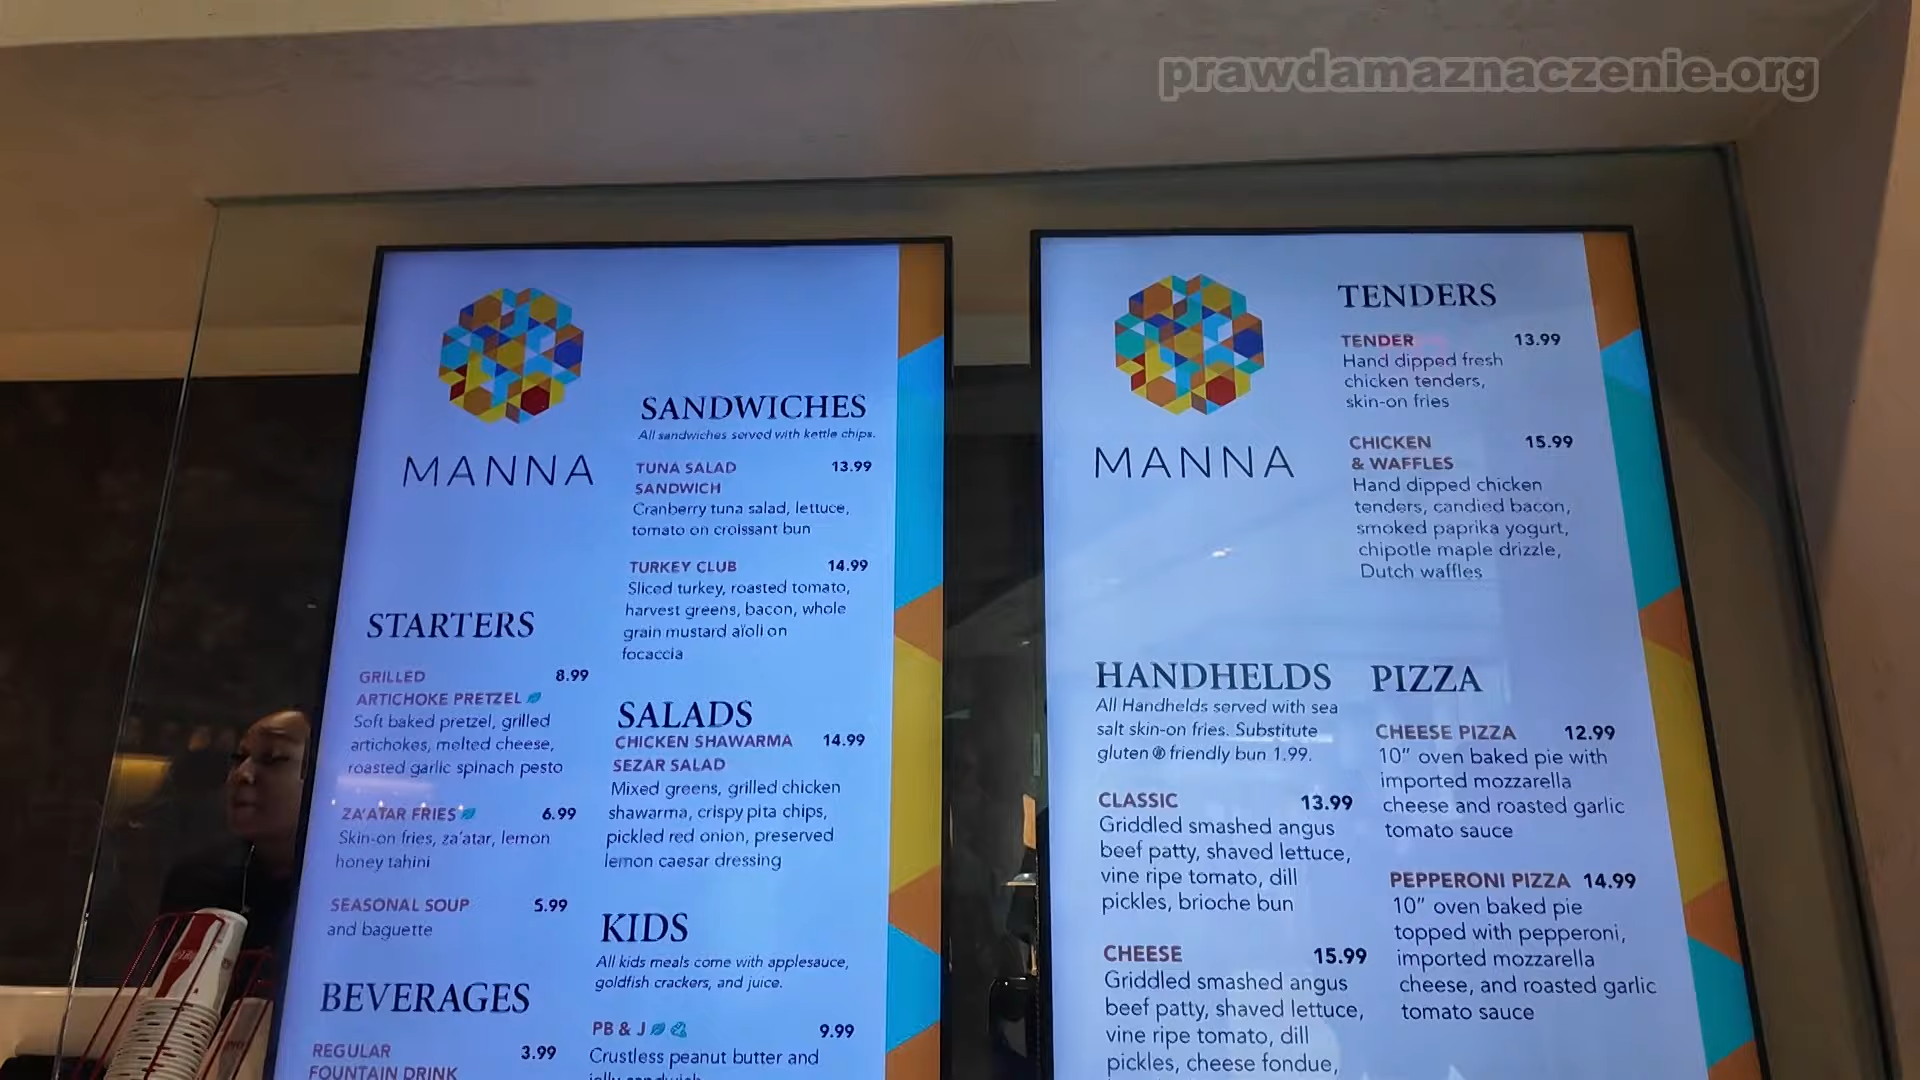 prawdamaznaczenie.org
MANNA
STARTERS
GRILLED 8.99
ARTICHOKE PRETZEL
Soft baked pretzel, grilled
artichokes, melted cheese,
roasted garlic spinach pesto
ZA'ATAR FRIES 6.99
Skin-on fries, za'atar, lemon
honey tahini
SEASONAL SOUP 5.99
and baguette
BEVERAGES
REGULAR 3.99
FOUNTAIN DRINK
SANDWICHES
All sandwiches served with kettle chips.
TUNA SALAD 13.99
SANDWICH
Cranberry tuna salad, lettuce,
tomato on croissant bun
TURKEY CLUB 14.99
Sliced turkey, roasted tomato,
harvest greens, bacon, whole
grain mustard aïoli on
focaccia
SALADS
CHICKEN SHAWARMA 14.99
SEZAR SALAD
Mixed greens, grilled chicken
shawarma, crispy pita chips,
pickled red onion, preserved
lemon caesar dressing
KIDS
All kids meals come with applesauce,
goldfish crackers, and juice.
PB & J 9.99
Crustless peanut butter and
jelly sandwich
MANNA
TENDERS
TENDER 13.99
Hand dipped fresh
chicken tenders,
skin-on fries
CHICKEN 15.99
& WAFFLES
Hand dipped chicken
tenders, candied bacon,
smoked paprika yogurt,
chipotle maple drizzle,
Dutch waffles
HANDHELDS
All Handhelds served with sea
salt skin-on fries. Substitute
gluten friendly bun 1.99.
CLASSIC 13.99
Griddled smashed angus
beef patty, shaved lettuce,
vine ripe tomato, dill
pickles, brioche bun
CHEESE 15.99
Griddled smashed angus
beef patty, shaved lettuce,
vine ripe tomato, dill
pickles, cheese fondue,
PIZZA
CHEESE PIZZA 12.99
10" oven baked pie with
imported mozzarella
cheese and roasted garlic
tomato sauce
PEPPERONI PIZZA 14.99
10" oven baked pie
topped with pepperoni,
imported mozzarella
cheese, and roasted garlic
tomato sauce